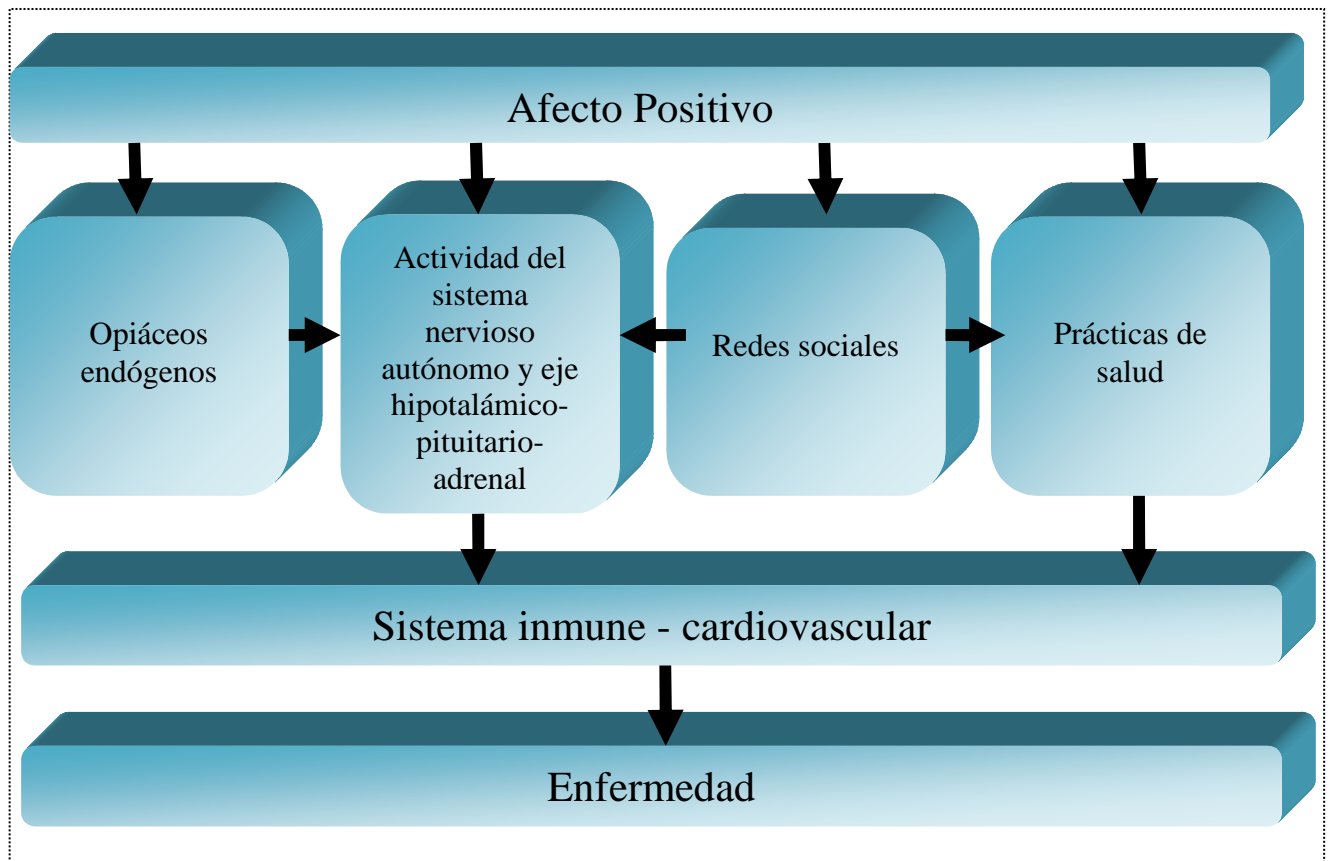 Afecto Positivo
Opiáceos
endógenos
Actividad del
sistema
nervioso
autónomo y eje
hipotalámico-
pituitario-
adrenal
Redes sociales
Prácticas de
salud
Sistema inmune - cardiovascular
Enfermedad